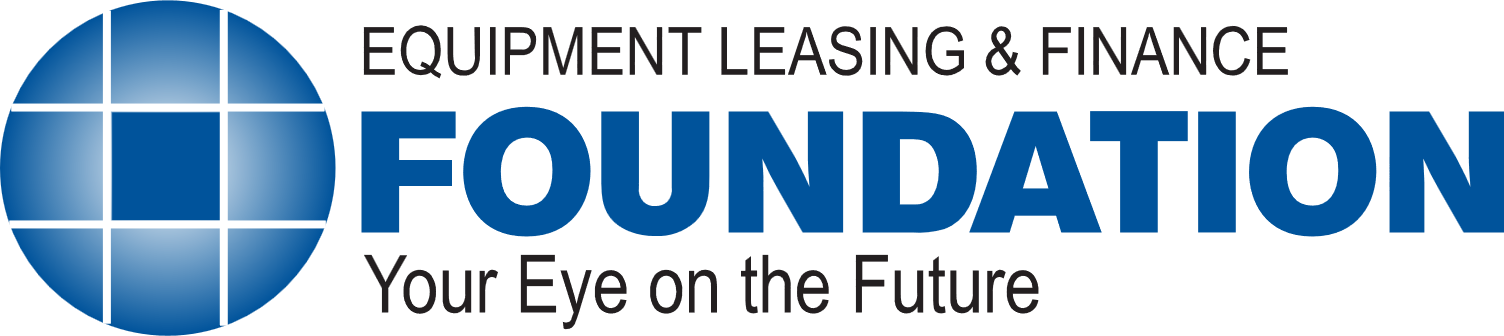 EQUIPMENT LEASING & FINANCE
FOUNDATION
Your Eye on the Future